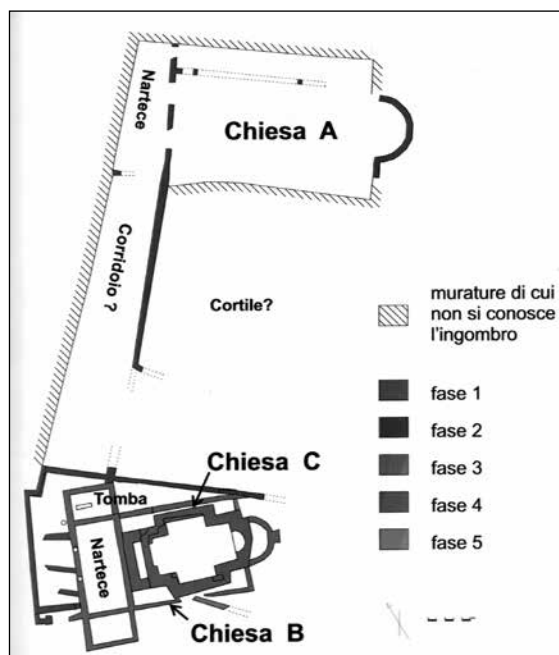 Nartece
Chiesa A
Corridoio ?
Cortile?
murature di cui
non si conosce
l'ingombro
fase 1
fase 2
fase 3
fase 4
fase 5
Chiesa C
Tomba
Nartece
Chiesa B